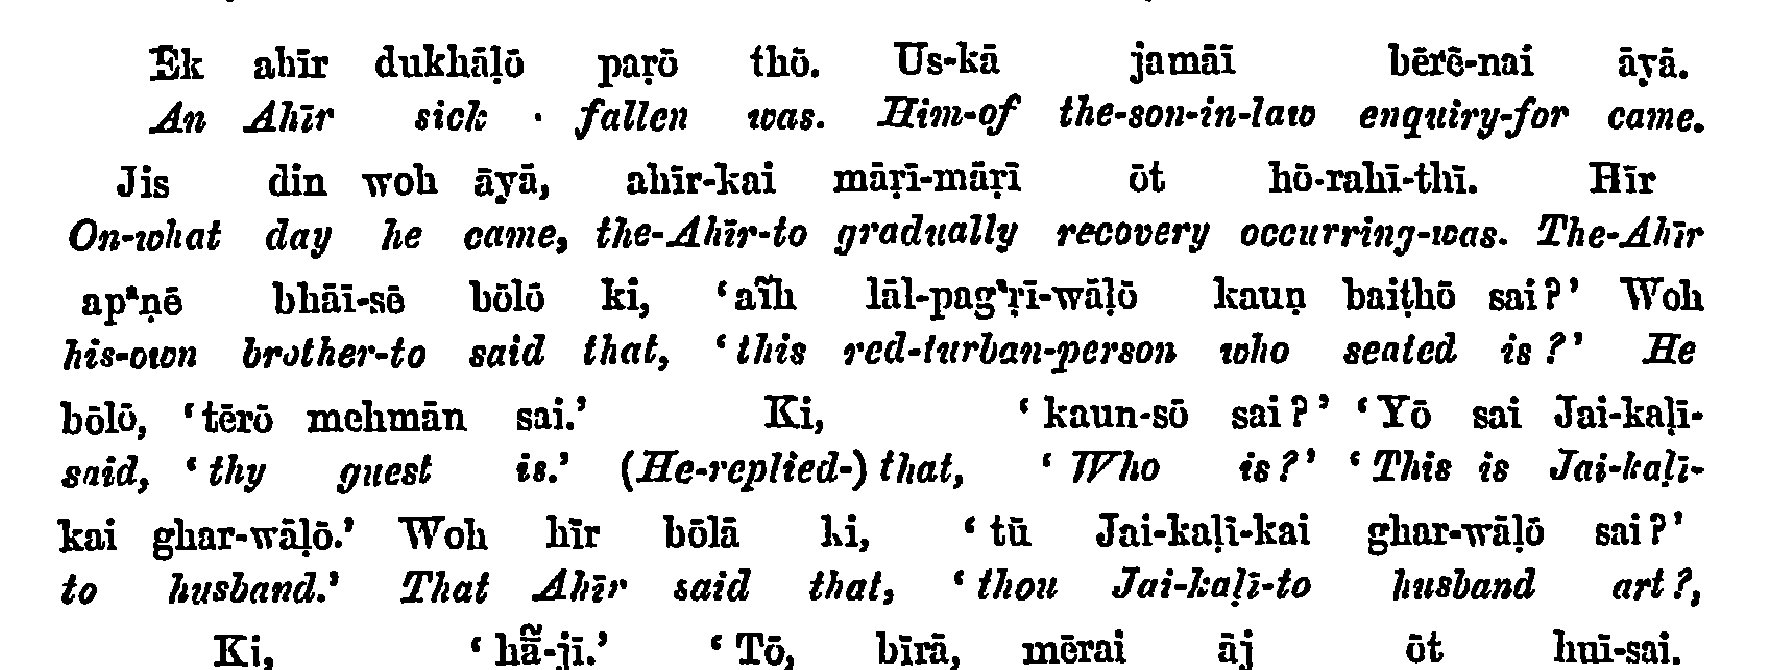 Ek ahīr dukhāḷō paṛō thō. Us-kā jamāī bērē-nai āyā.
An Ahīr sick fallen was. Him-of the-son-in-law enquiry-for came.
Jis din woh āyā, ahīr-kai māṛī-māṛī ōt hō-rahī-thī. Hīr
On-what day he came, the-Ahīr-to gradually recovery occurring-was. The-Ahīr
apᵃṇē bhāī-sē bōlō ki, ‘aĩh lāl-pagᵃṛī-wāḷō kauṇ baiṭhō sai?’ Woh
his-own brother-to said that, ‘this red-turban-person who seated is?’ He
bōlō, ‘tērō mehmān sai.’ Ki, ‘kaun-sō sai?’ ‘Yō sai Jai-kaḷī-
said, ‘thy guest is.’ (He-replied-) that, ‘Who is?’ ‘This is Jai-kaḷī-
kai ghar-wāḷō.’ Woh hīr bōlā ki, ‘tū Jai-kaḷī-kai ghar-wāḷō sai?’
to husband.’ That Ahīr said that, ‘thou Jai-kaḷī-to husband art?,
Ki, ‘hā̃-jī.’ ‘Tō, bīrā, mērai āj ōt huī-sai.